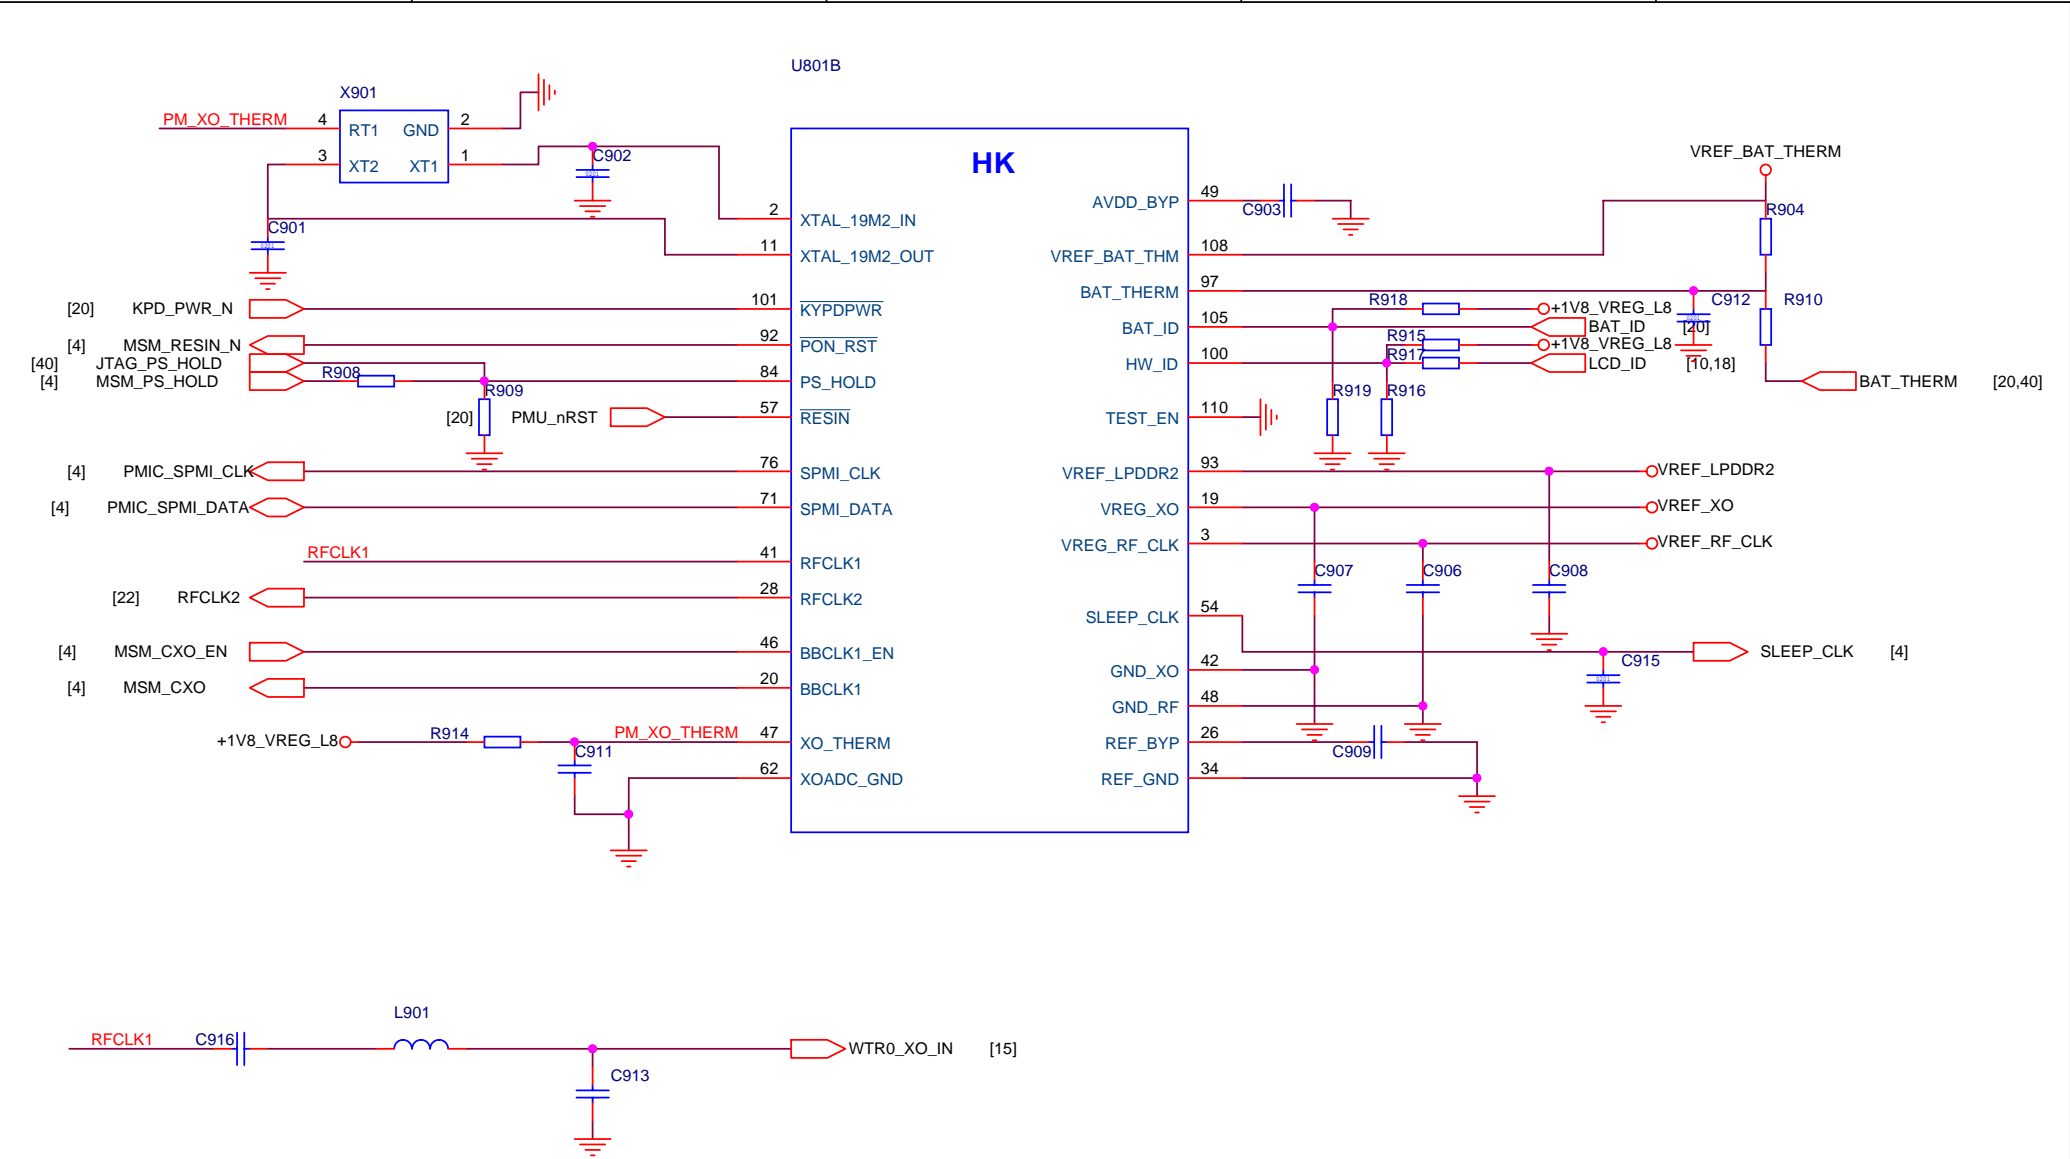 U801B
X901
PM_XO_THERM 4 RT1 GND 2
3 XT2 XT1 1
C902
C901
HK
2 XTAL_19M2_IN
11 XTAL_19M2_OUT
[20] KPD_PWR_N 101 KYPDPWR
[4] MSM_RESIN_N 92 PON_RST
[40] JTAG_PS_HOLD
[4] MSM_PS_HOLD R908 84 PS_HOLD
R909
[20] PMU_nRST 57 RESIN
[4] PMIC_SPMI_CLK 76 SPMI_CLK
[4] PMIC_SPMI_DATA 71 SPMI_DATA
RFCLK1 41 RFCLK1
[22] RFCLK2 28 RFCLK2
[4] MSM_CXO_EN 46 BBCLK1_EN
[4] MSM_CXO 20 BBCLK1
+1V8_VREG_L8 R914 PM_XO_THERM 47 XO_THERM
C911
62 XOADC_GND
AVDD_BYP 49 C903
VREF_BAT_THERM
R904
VREF_BAT_THM 108
BAT_THERM 97
C912 R910
R918 +1V8_VREG_L8
BAT_ID 105 BAT_ID [20]
R915 +1V8_VREG_L8
HW_ID 100 R917 LCD_ID [10,18]
BAT_THERM [20,40]
R919 R916
TEST_EN 110
VREF_LPDDR2 93 VREF_LPDDR2
VREG_XO 19 VREF_XO
VREG_RF_CLK 3 VREF_RF_CLK
C907 C906 C908
SLEEP_CLK 54
SLEEP_CLK [4]
C915
GND_XO 42
GND_RF 48
REF_BYP 26 C909
REF_GND 34
L901
RFCLK1 C916 WTR0_XO_IN [15]
C913